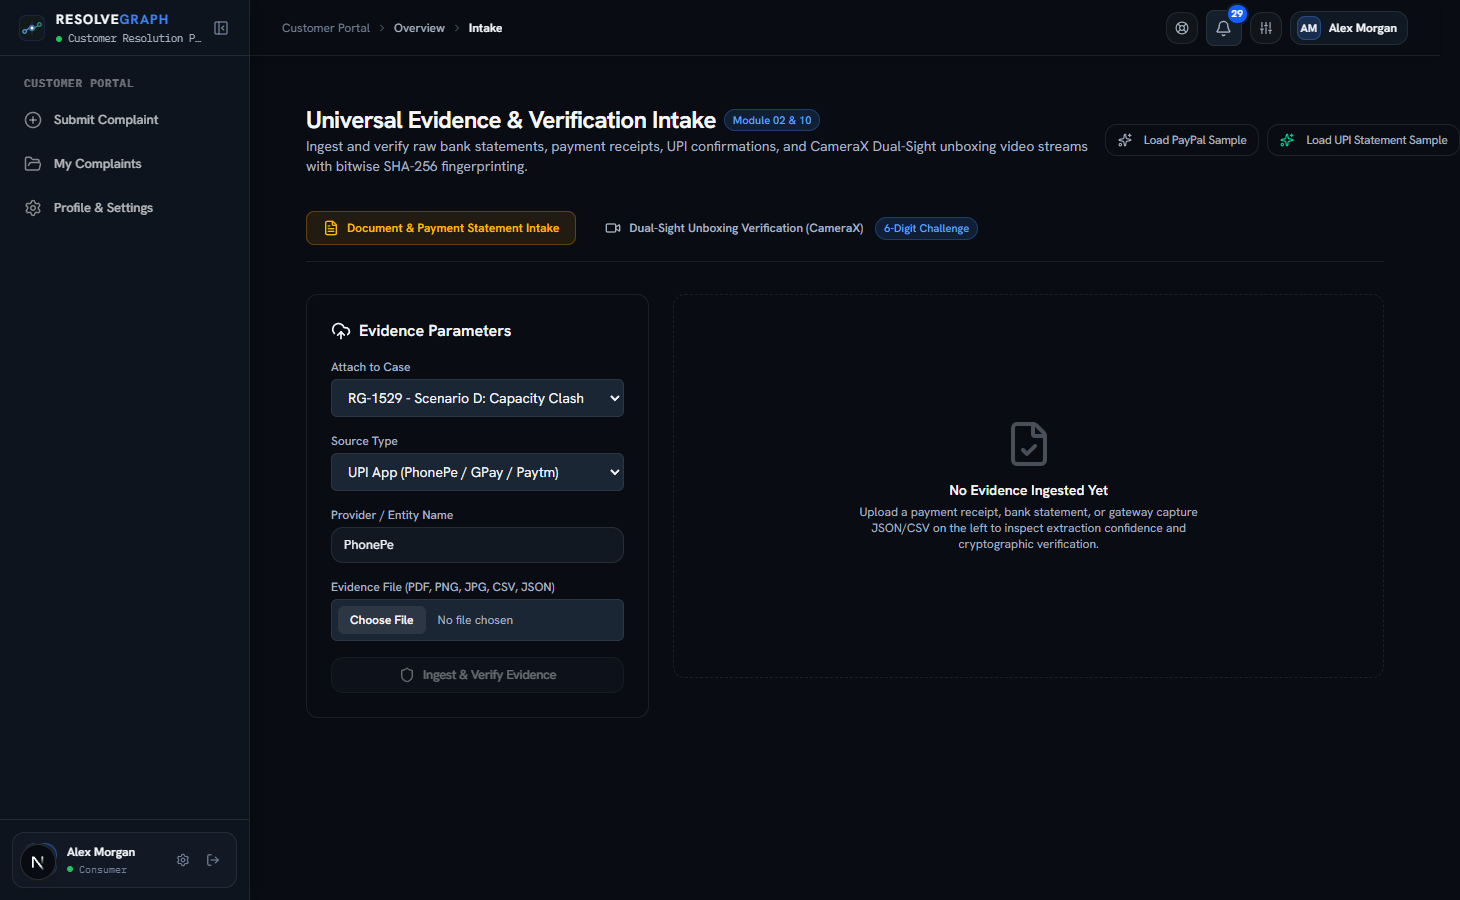 RESOLVEGRAPH
Customer Resolution P…
CUSTOMER PORTAL
Submit Complaint
My Complaints
Profile & Settings
Customer Portal > Overview > Intake
29
AM Alex Morgan
Universal Evidence & Verification Intake Module 02 & 10
Ingest and verify raw bank statements, payment receipts, UPI confirmations, and CameraX Dual-Sight unboxing video streams
with bitwise SHA-256 fingerprinting.
Load PayPal Sample
Load UPI Statement Sample
Document & Payment Statement Intake
Dual-Sight Unboxing Verification (CameraX) 6-Digit Challenge
Evidence Parameters
Attach to Case
RG-1529 - Scenario D: Capacity Clash
Source Type
UPI App (PhonePe / GPay / Paytm)
Provider / Entity Name
PhonePe
Evidence File (PDF, PNG, JPG, CSV, JSON)
Choose File No file chosen
Ingest & Verify Evidence
No Evidence Ingested Yet
Upload a payment receipt, bank statement, or gateway capture
JSON/CSV on the left to inspect extraction confidence and
cryptographic verification.
N
Alex Morgan
Consumer